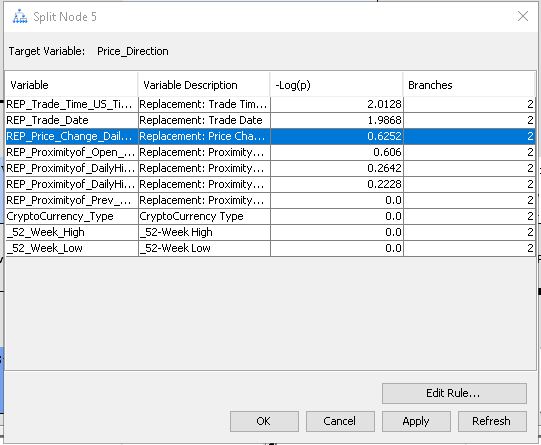 Split Node 5
Target Variable: Price_Direction
Variable Variable Description -Log(p) Branches
REP_Trade_Time_US_Ti... Replacement: Trade Tim... 2.0128 2
REP_Trade_Date Replacement: Trade Date 1.9868 2
REP_Price_Change_Dail... Replacement: Price Cha... 0.6252 2
REP_Proximityof_Open_... Replacement: Proximity... 0.606 2
REP_Proximityof_DailyHi... Replacement: Proximity... 0.2642 2
REP_Proximityof_DailyHi... Replacement: Proximity... 0.2228 2
REP_Proximityof_Prev_... Replacement: Proximity... 0.0 2
CryptoCurrency_Type CryptoCurrency Type 0.0 2
_52_Week_High _52-Week High 0.0 2
_52_Week_Low _52-Week Low 0.0 2
Edit Rule...
OK Cancel Apply Refresh